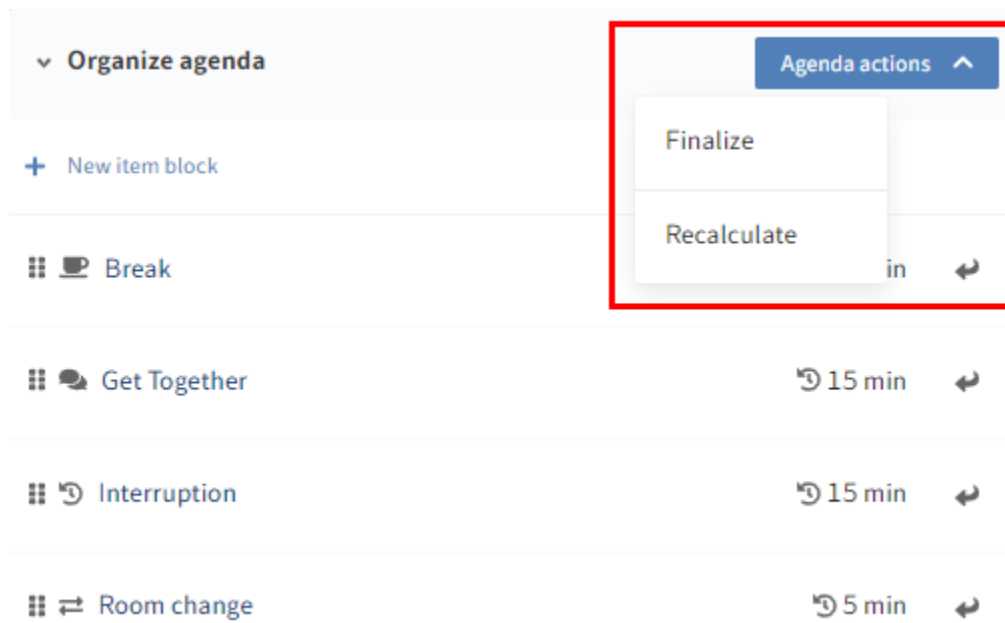 Organize agenda
Agenda actions
Finalize
New item block
Recalculate
Break
in
Get Together
15 min
Interruption
15 min
Room change
5 min